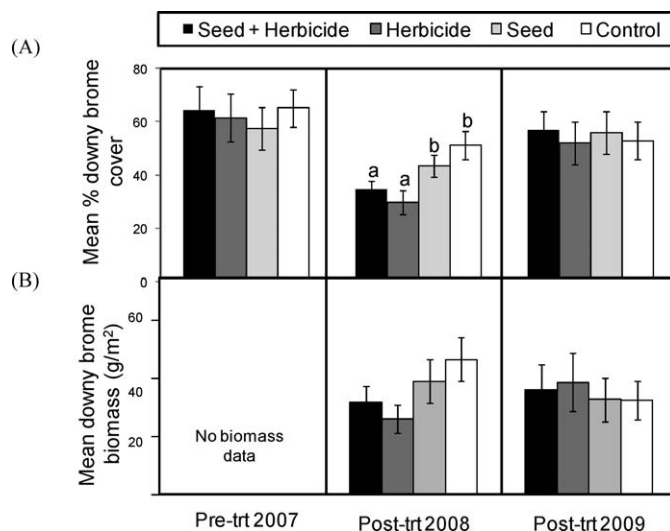 Seed + Herbicide Herbicide Seed Control
(A)
Mean % downy brome
cover
80
60
40
20
0
a a b b
(B)
Mean downy brome
biomass (g/m²)
60
40
20
No biomass
data
Pre-trt 2007 Post-trt 2008 Post-trt 2009